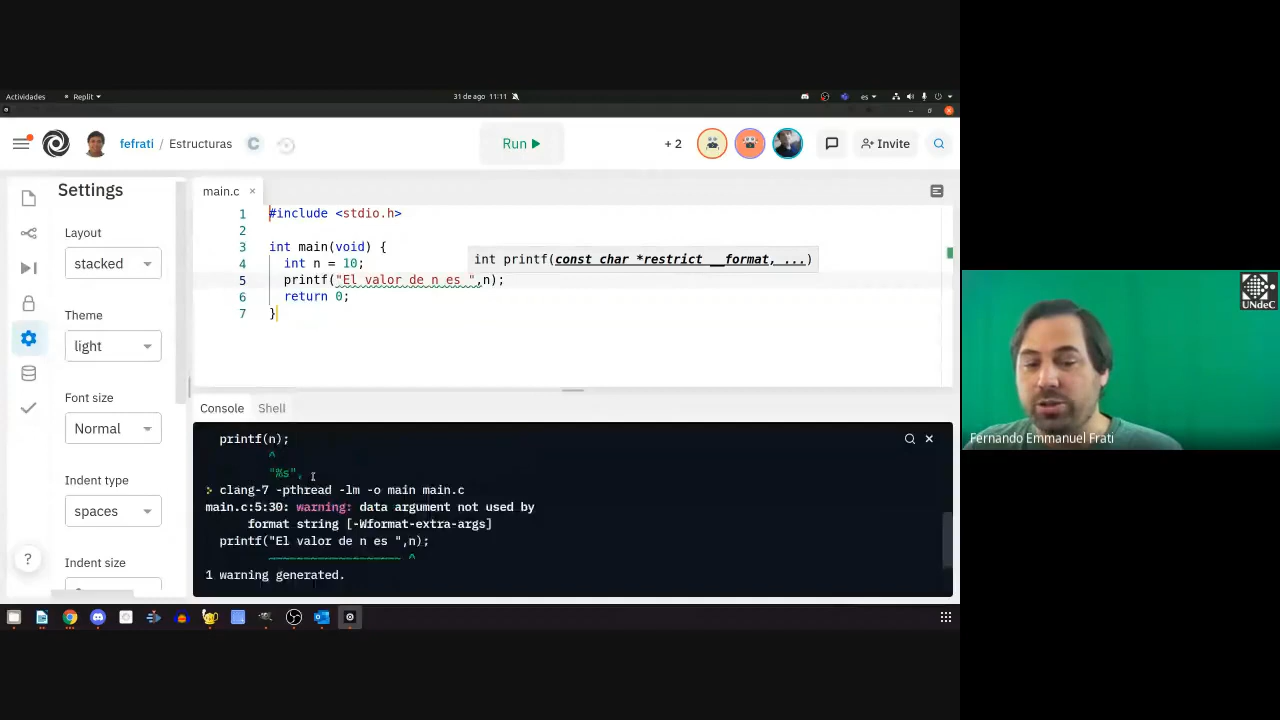 Actividades
Replit
31 de ago 11:11
es
fefrati / Estructuras
C
Run
+ 2
Invite
Settings
Layout
stacked
Theme
light
Font size
Normal
Indent type
spaces
Indent size
?
main.c ×
1 #include <stdio.h>
2
3 int main(void) {
4 int n = 10;
int printf(const char *restrict __format, ...)
5 printf("El valor de n es ",n);
6 return 0;
7 }
Console Shell
printf(n);
^
"%s",
> clang-7 -pthread -lm -o main main.c
main.c:5:30: warning: data argument not used by
format string [-Wformat-extra-args]
printf("El valor de n es ",n);
~~~~~~~~~~~~~~~~~~~ ^
1 warning generated.
UNdeC
Fernando Emmanuel Frati